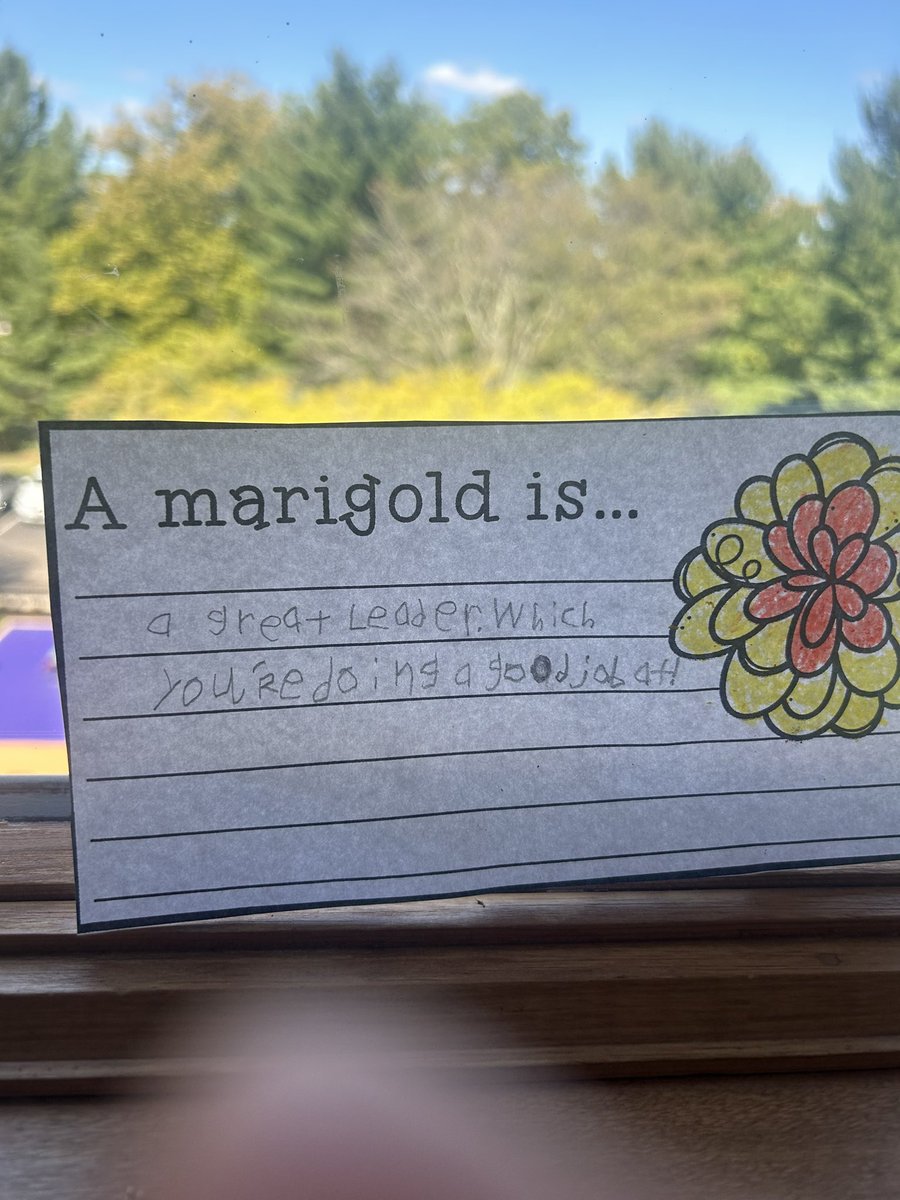 A marigold is...
a great Leader. Which
you're doing a good job at!